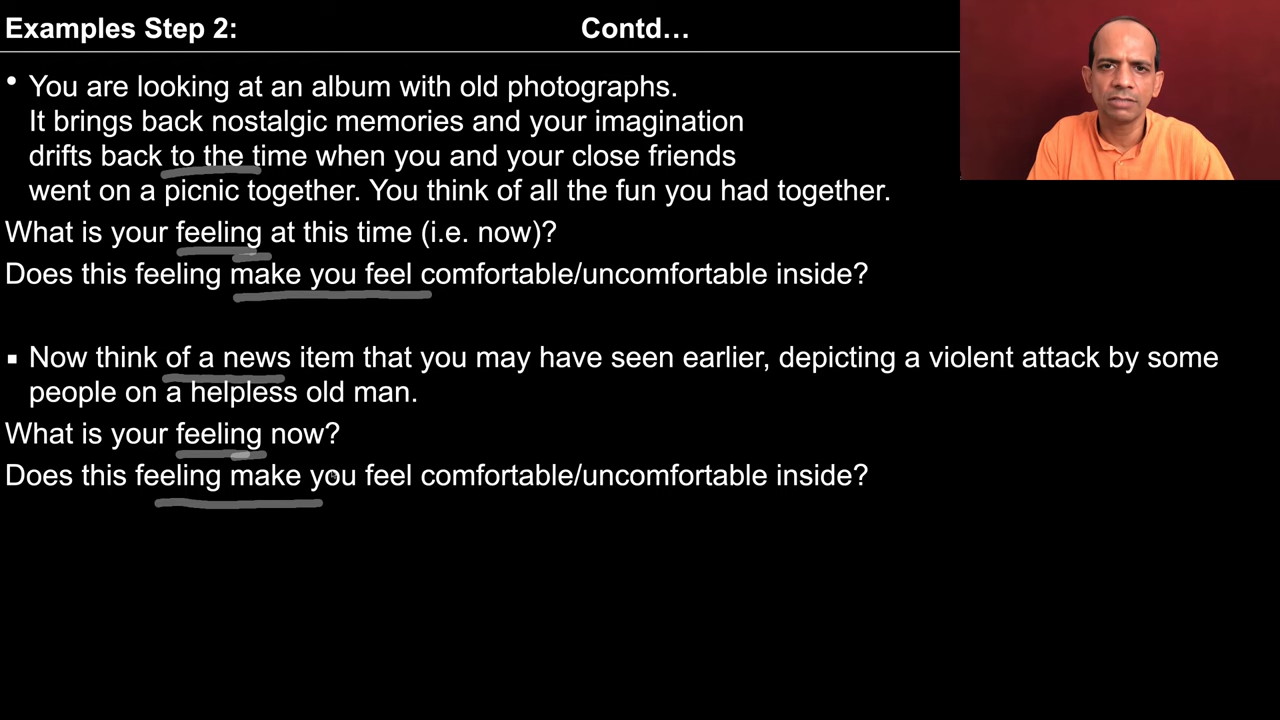 Examples Step 2: Contd…
• You are looking at an album with old photographs.
It brings back nostalgic memories and your imagination
drifts back to the time when you and your close friends
went on a picnic together. You think of all the fun you had together.
What is your feeling at this time (i.e. now)?
Does this feeling make you feel comfortable/uncomfortable inside?
▪ Now think of a news item that you may have seen earlier, depicting a violent attack by some
people on a helpless old man.
What is your feeling now?
Does this feeling make you feel comfortable/uncomfortable inside?